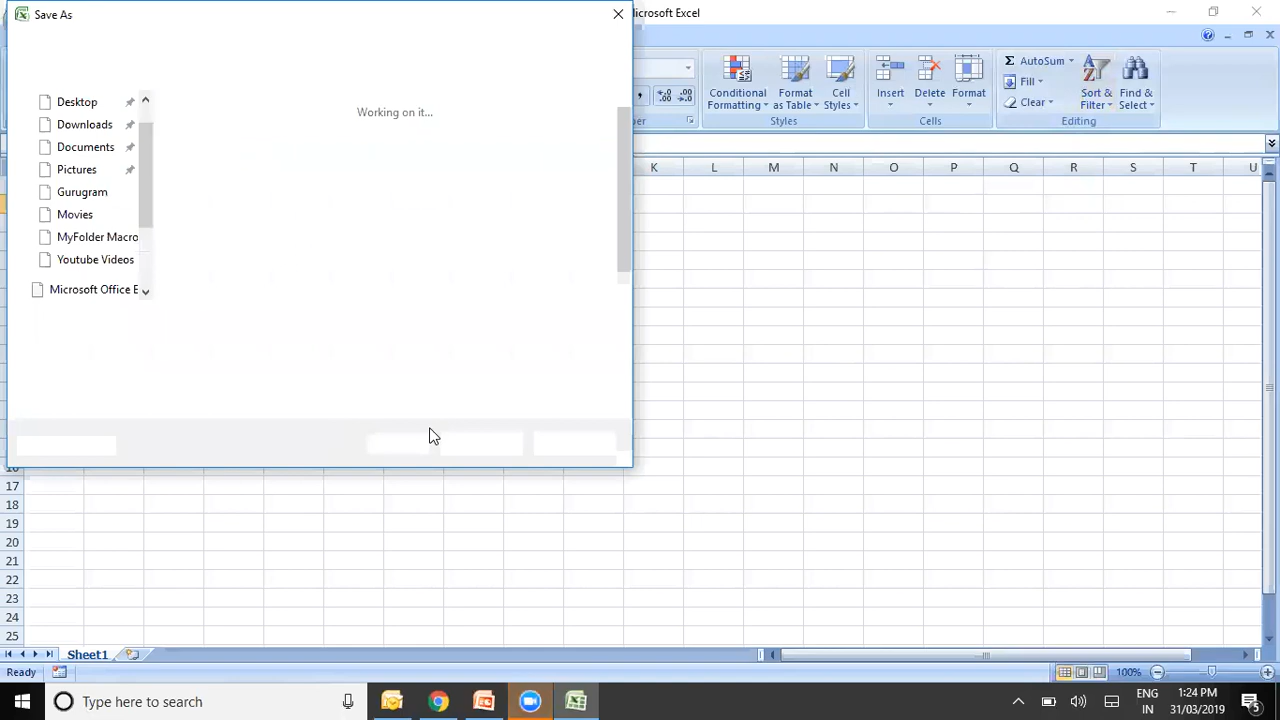 Save As
Microsoft Excel
Desktop
Downloads
Documents
Pictures
Gurugram
Movies
MyFolder Macro
Youtube Videos
Microsoft Office E
Working on it...
Conditional Formatting
Format as Table
Cell Styles
Styles
Insert
Delete
Format
Cells
AutoSum
Fill
Clear
Sort & Filter
Find & Select
Editing
K L M N O P Q R S T U
17
18
19
20
21
22
23
24
25
Sheet1
Ready
100%
Type here to search
ENG
IN
1:24 PM
31/03/2019
5